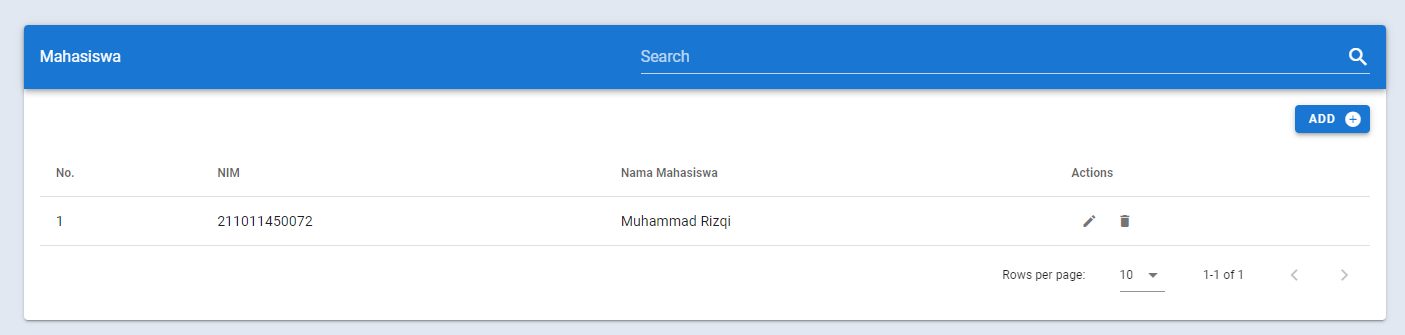 Mahasiswa Search
ADD
No. NIM Nama Mahasiswa Actions
1 211011450072 Muhammad Rizqi
Rows per page: 10 1-1 of 1